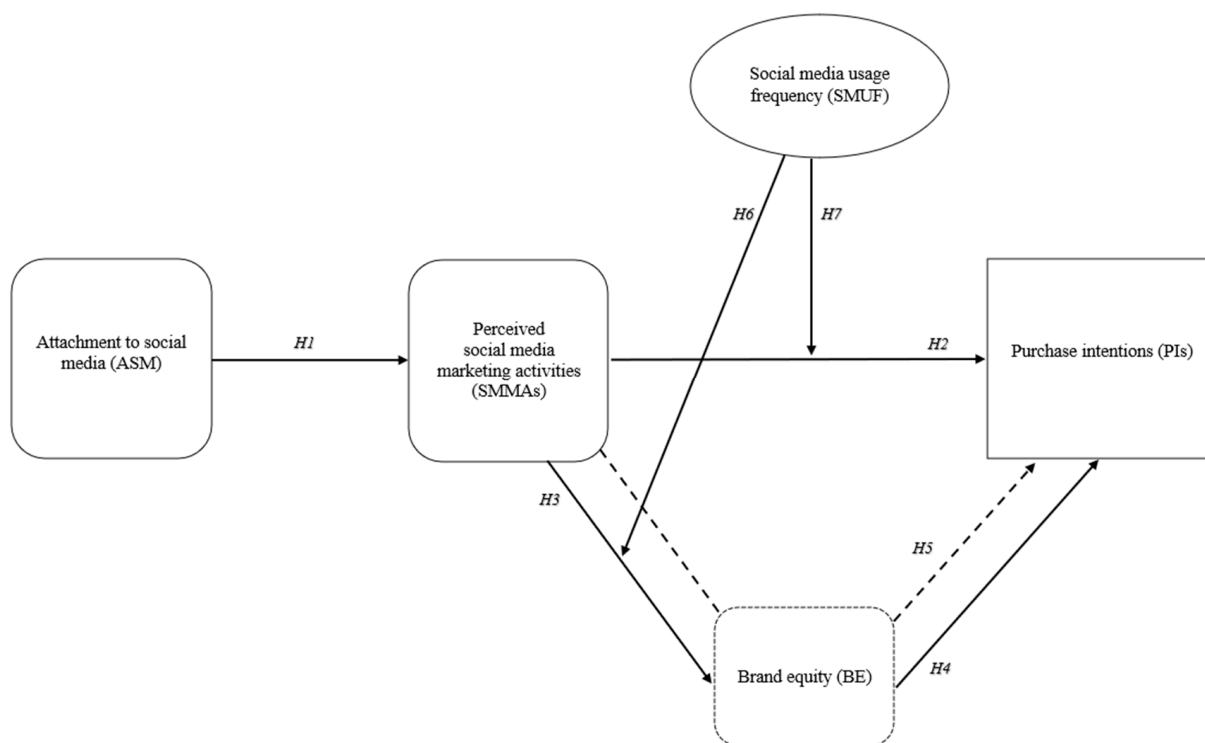 Social media usage
frequency (SMUF)
H6
H7
Attachment to social
media (ASM)
H1
Perceived
social media
marketing activities
(SMMAs)
H2
Purchase intentions (PIs)
H3
H5
Brand equity (BE)
H4